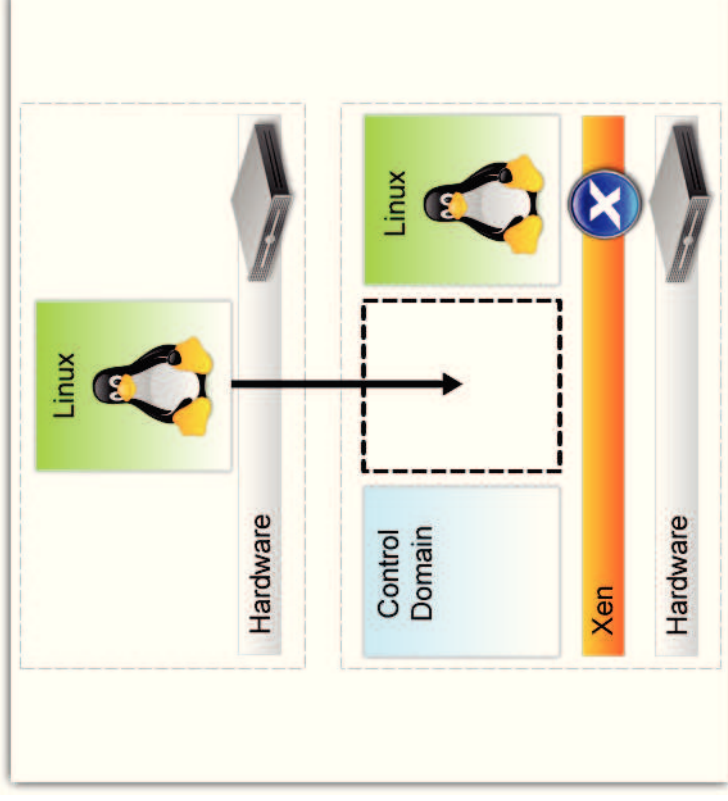 Linux
Hardware
Linux
Control
Domain
Xen
X
Hardware